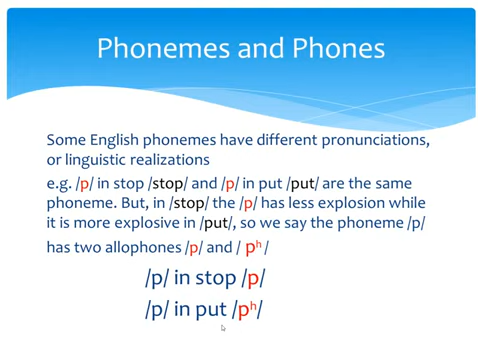 Phonemes and Phones
Some English phonemes have different pronunciations,
or linguistic realizations
e.g. /p/ in stop /stop/ and /p/ in put /put/ are the same
phoneme. But, in /stop/ the /p/ has less explosion while
it is more explosive in /put/, so we say the phoneme /p/
has two allophones /p/ and / pʰ /
/p/ in stop /p/
/p/ in put /pʰ/